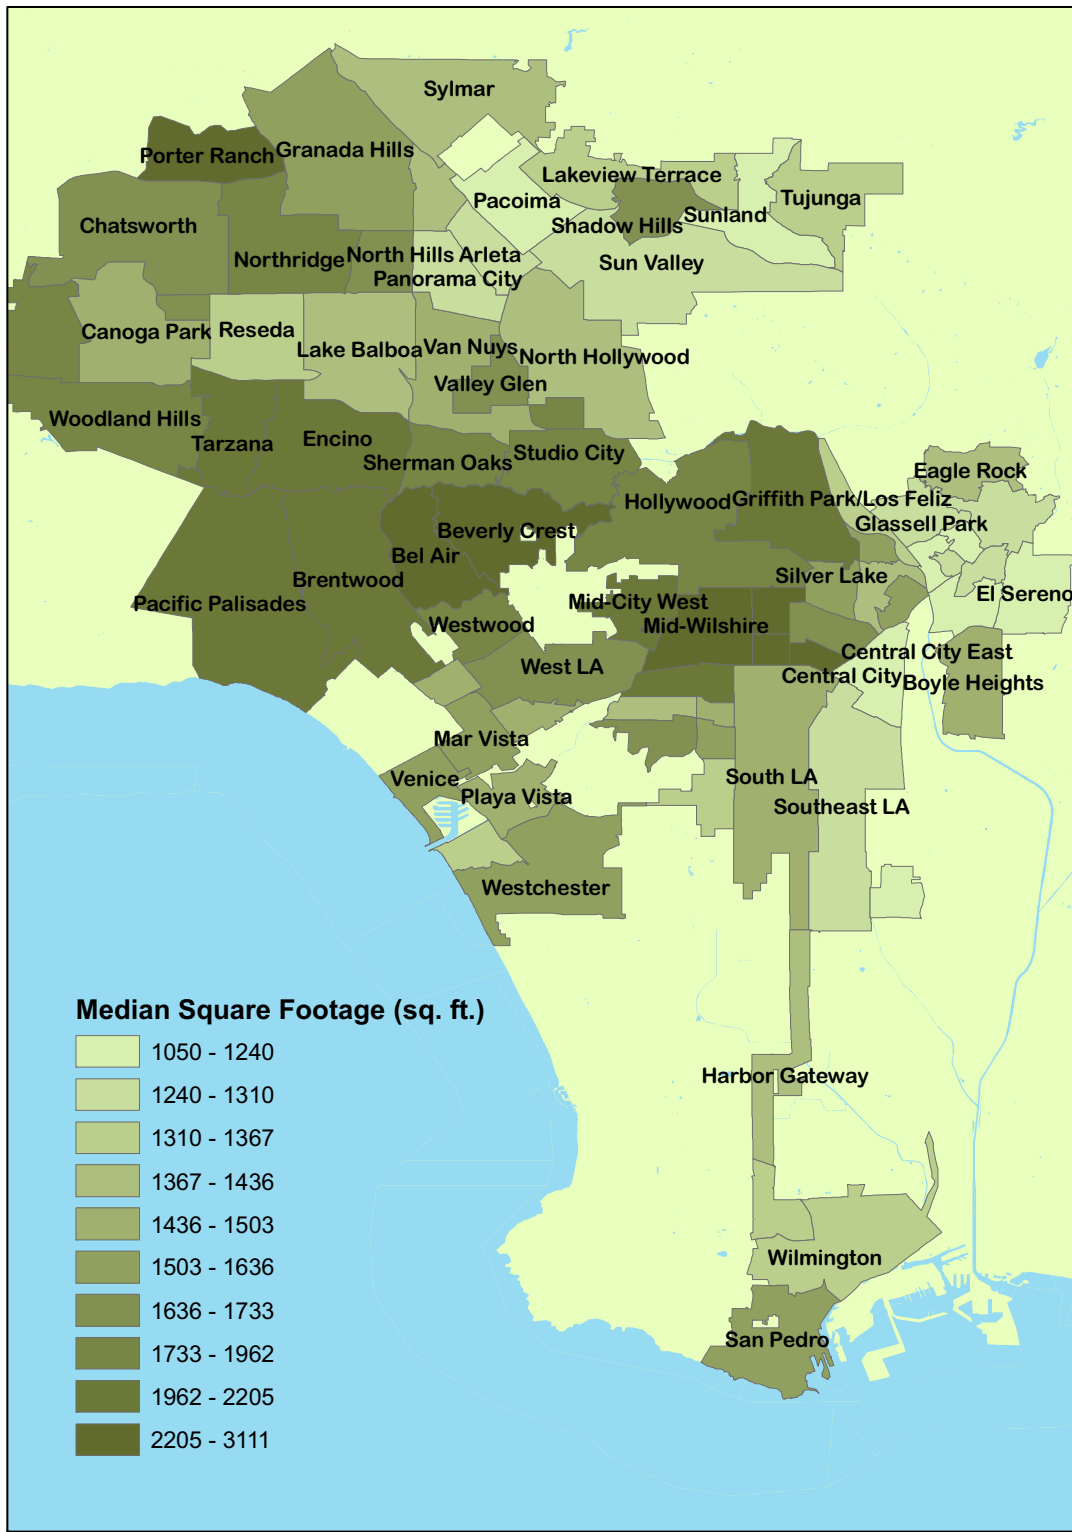 Sylmar
Porter Ranch
Granada Hills
Lakeview Terrace
Pacoima
Tujunga
Chatsworth
Shadow Hills
Sunland
Northridge
North Hills
Arleta
Sun Valley
Panorama City
Canoga Park
Reseda
Lake Balboa
Van Nuys
North Hollywood
Valley Glen
Woodland Hills
Tarzana
Encino
Sherman Oaks
Studio City
Eagle Rock
Hollywood
Griffith Park/Los Feliz
Glassell Park
Beverly Crest
Bel Air
Brentwood
Silver Lake
El Sereno
Pacific Palisades
Mid-City West
Westwood
Mid-Wilshire
Central City East
West LA
Central City
Boyle Heights
Mar Vista
Venice
South LA
Playa Vista
Southeast LA
Westchester
Median Square Footage (sq. ft.)
1050 - 1240
1240 - 1310
1310 - 1367
1367 - 1436
1436 - 1503
1503 - 1636
1636 - 1733
1733 - 1962
1962 - 2205
2205 - 3111
Harbor Gateway
Wilmington
San Pedro